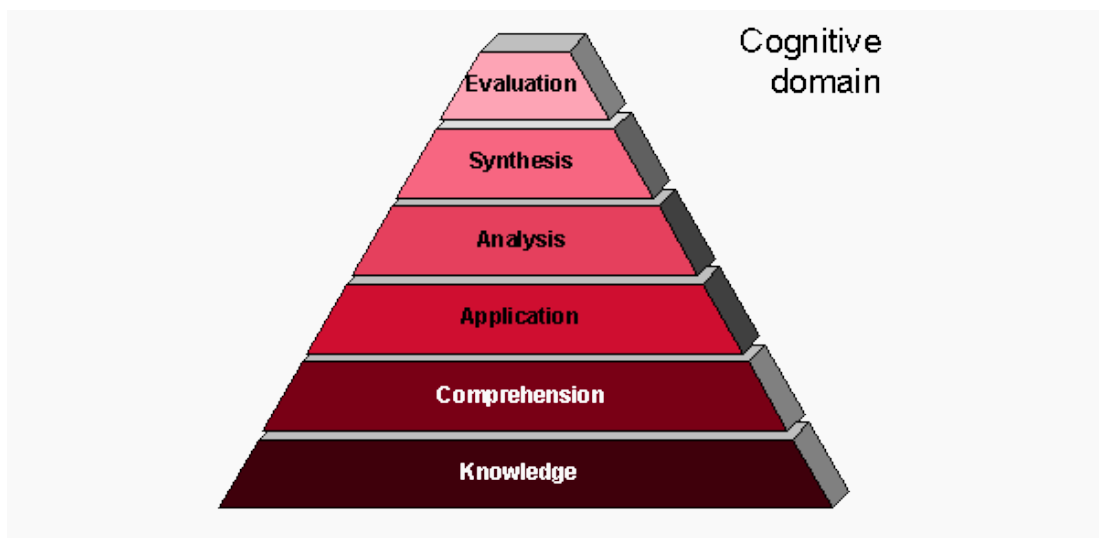 Cognitive
domain
Evaluation
Synthesis
Analysis
Application
Comprehension
Knowledge